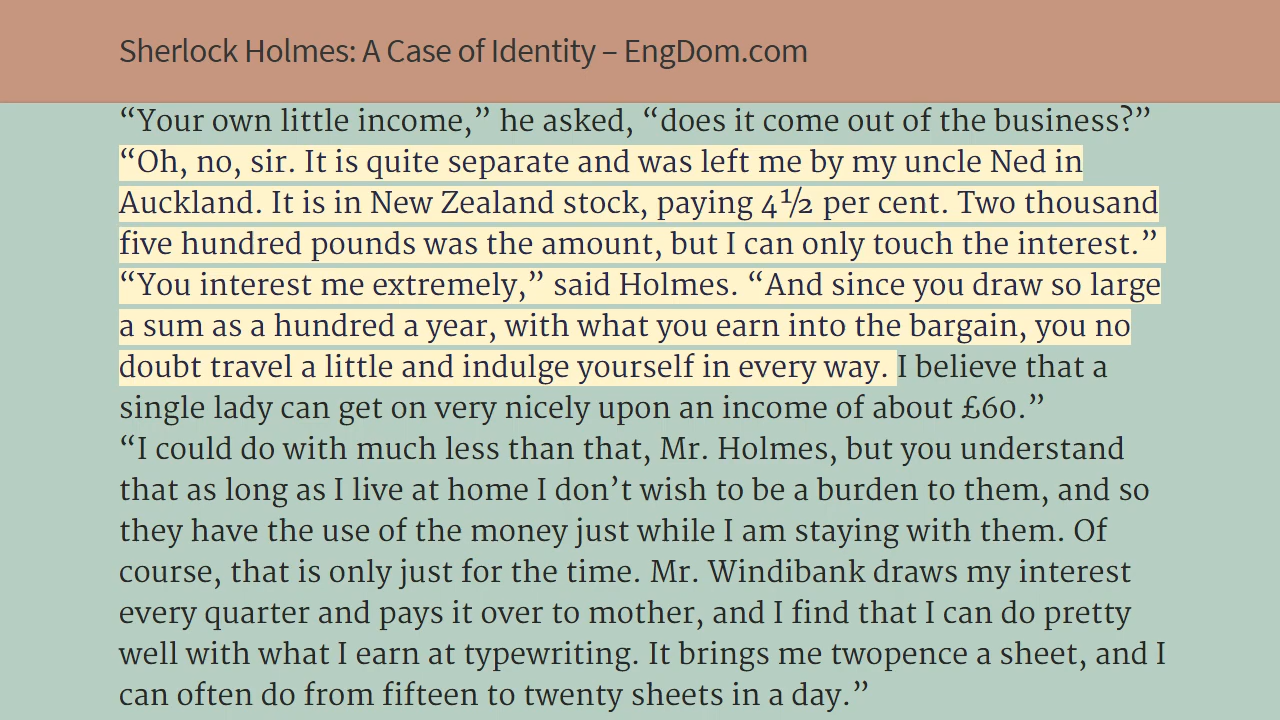 Sherlock Holmes: A Case of Identity – EngDom.com
“Your own little income,” he asked, “does it come out of the business?”
“Oh, no, sir. It is quite separate and was left me by my uncle Ned in
Auckland. It is in New Zealand stock, paying 4½ per cent. Two thousand
five hundred pounds was the amount, but I can only touch the interest.”
“You interest me extremely,” said Holmes. “And since you draw so large
a sum as a hundred a year, with what you earn into the bargain, you no
doubt travel a little and indulge yourself in every way. I believe that a
single lady can get on very nicely upon an income of about £60.”
“I could do with much less than that, Mr. Holmes, but you understand
that as long as I live at home I don’t wish to be a burden to them, and so
they have the use of the money just while I am staying with them. Of
course, that is only just for the time. Mr. Windibank draws my interest
every quarter and pays it over to mother, and I find that I can do pretty
well with what I earn at typewriting. It brings me twopence a sheet, and I
can often do from fifteen to twenty sheets in a day.”